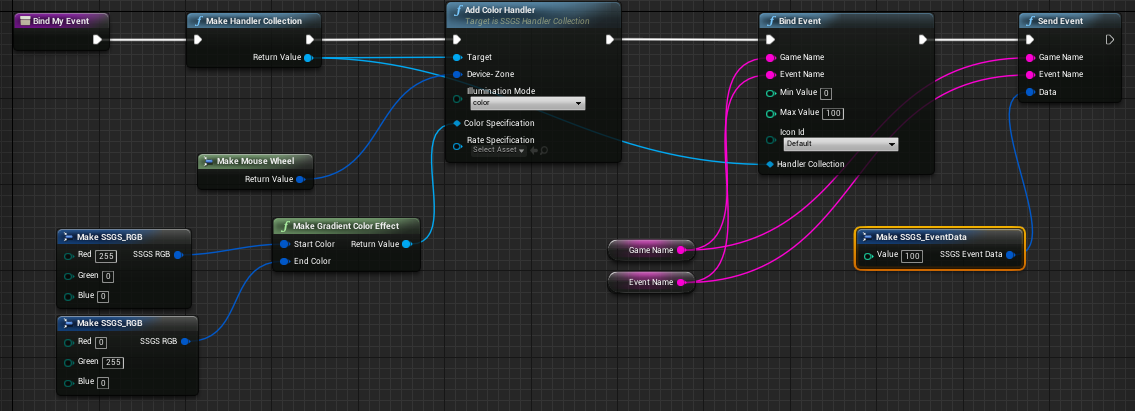 Bind My Event
Make Handler Collection
Return Value
Add Color Handler
Target is SSGS Handler Collection
Target
Device- Zone
Illumination Mode
color
Color Specification
Rate Specification
Select Asset
Bind Event
Game Name
Event Name
Min Value 0
Max Value 100
Icon Id
Default
Handler Collection
Send Event
Game Name
Event Name
Data
Make Mouse Wheel
Return Value
Make SSGS_RGB
Red 255 SSGS RGB
Green 0
Blue 0
Make Gradient Color Effect
Start Color Return Value
End Color
Game Name
Event Name
Make SSGS_EventData
Value 100 SSGS Event Data
Make SSGS_RGB
Red 0 SSGS RGB
Green 255
Blue 0